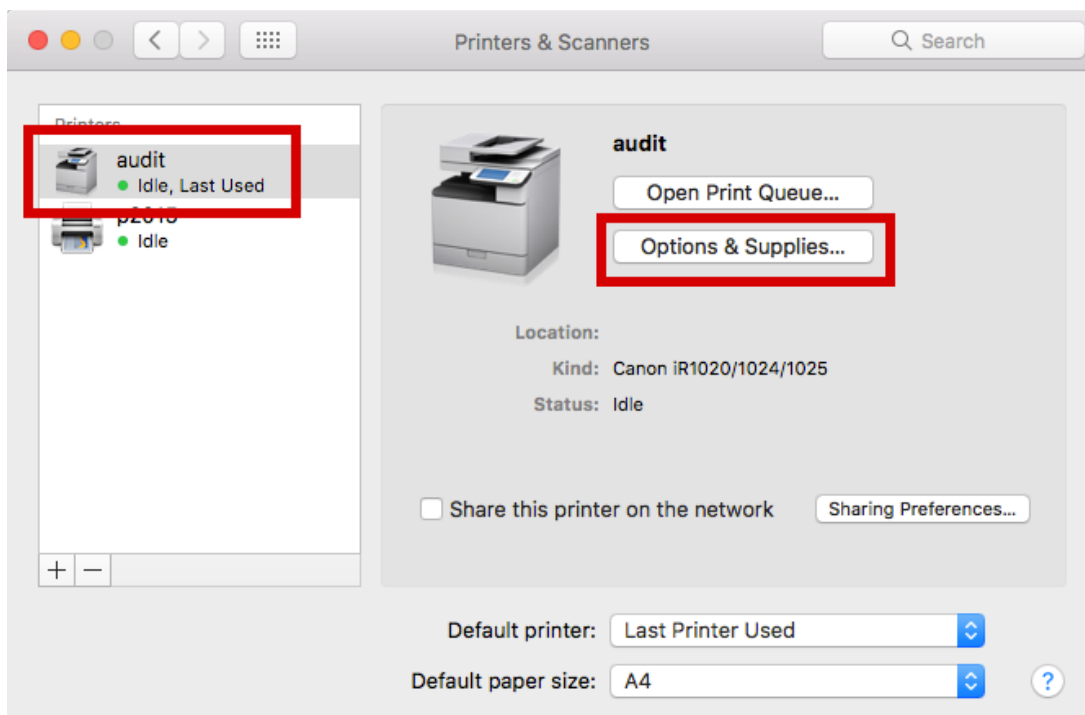 Printers & Scanners
Search
Printers
audit
Idle, Last Used
p2015
Idle
audit
Open Print Queue...
Options & Supplies...
Location:
Kind: Canon iR1020/1024/1025
Status: Idle
Share this printer on the network
Sharing Preferences...
+ −
Default printer: Last Printer Used
Default paper size: A4
?